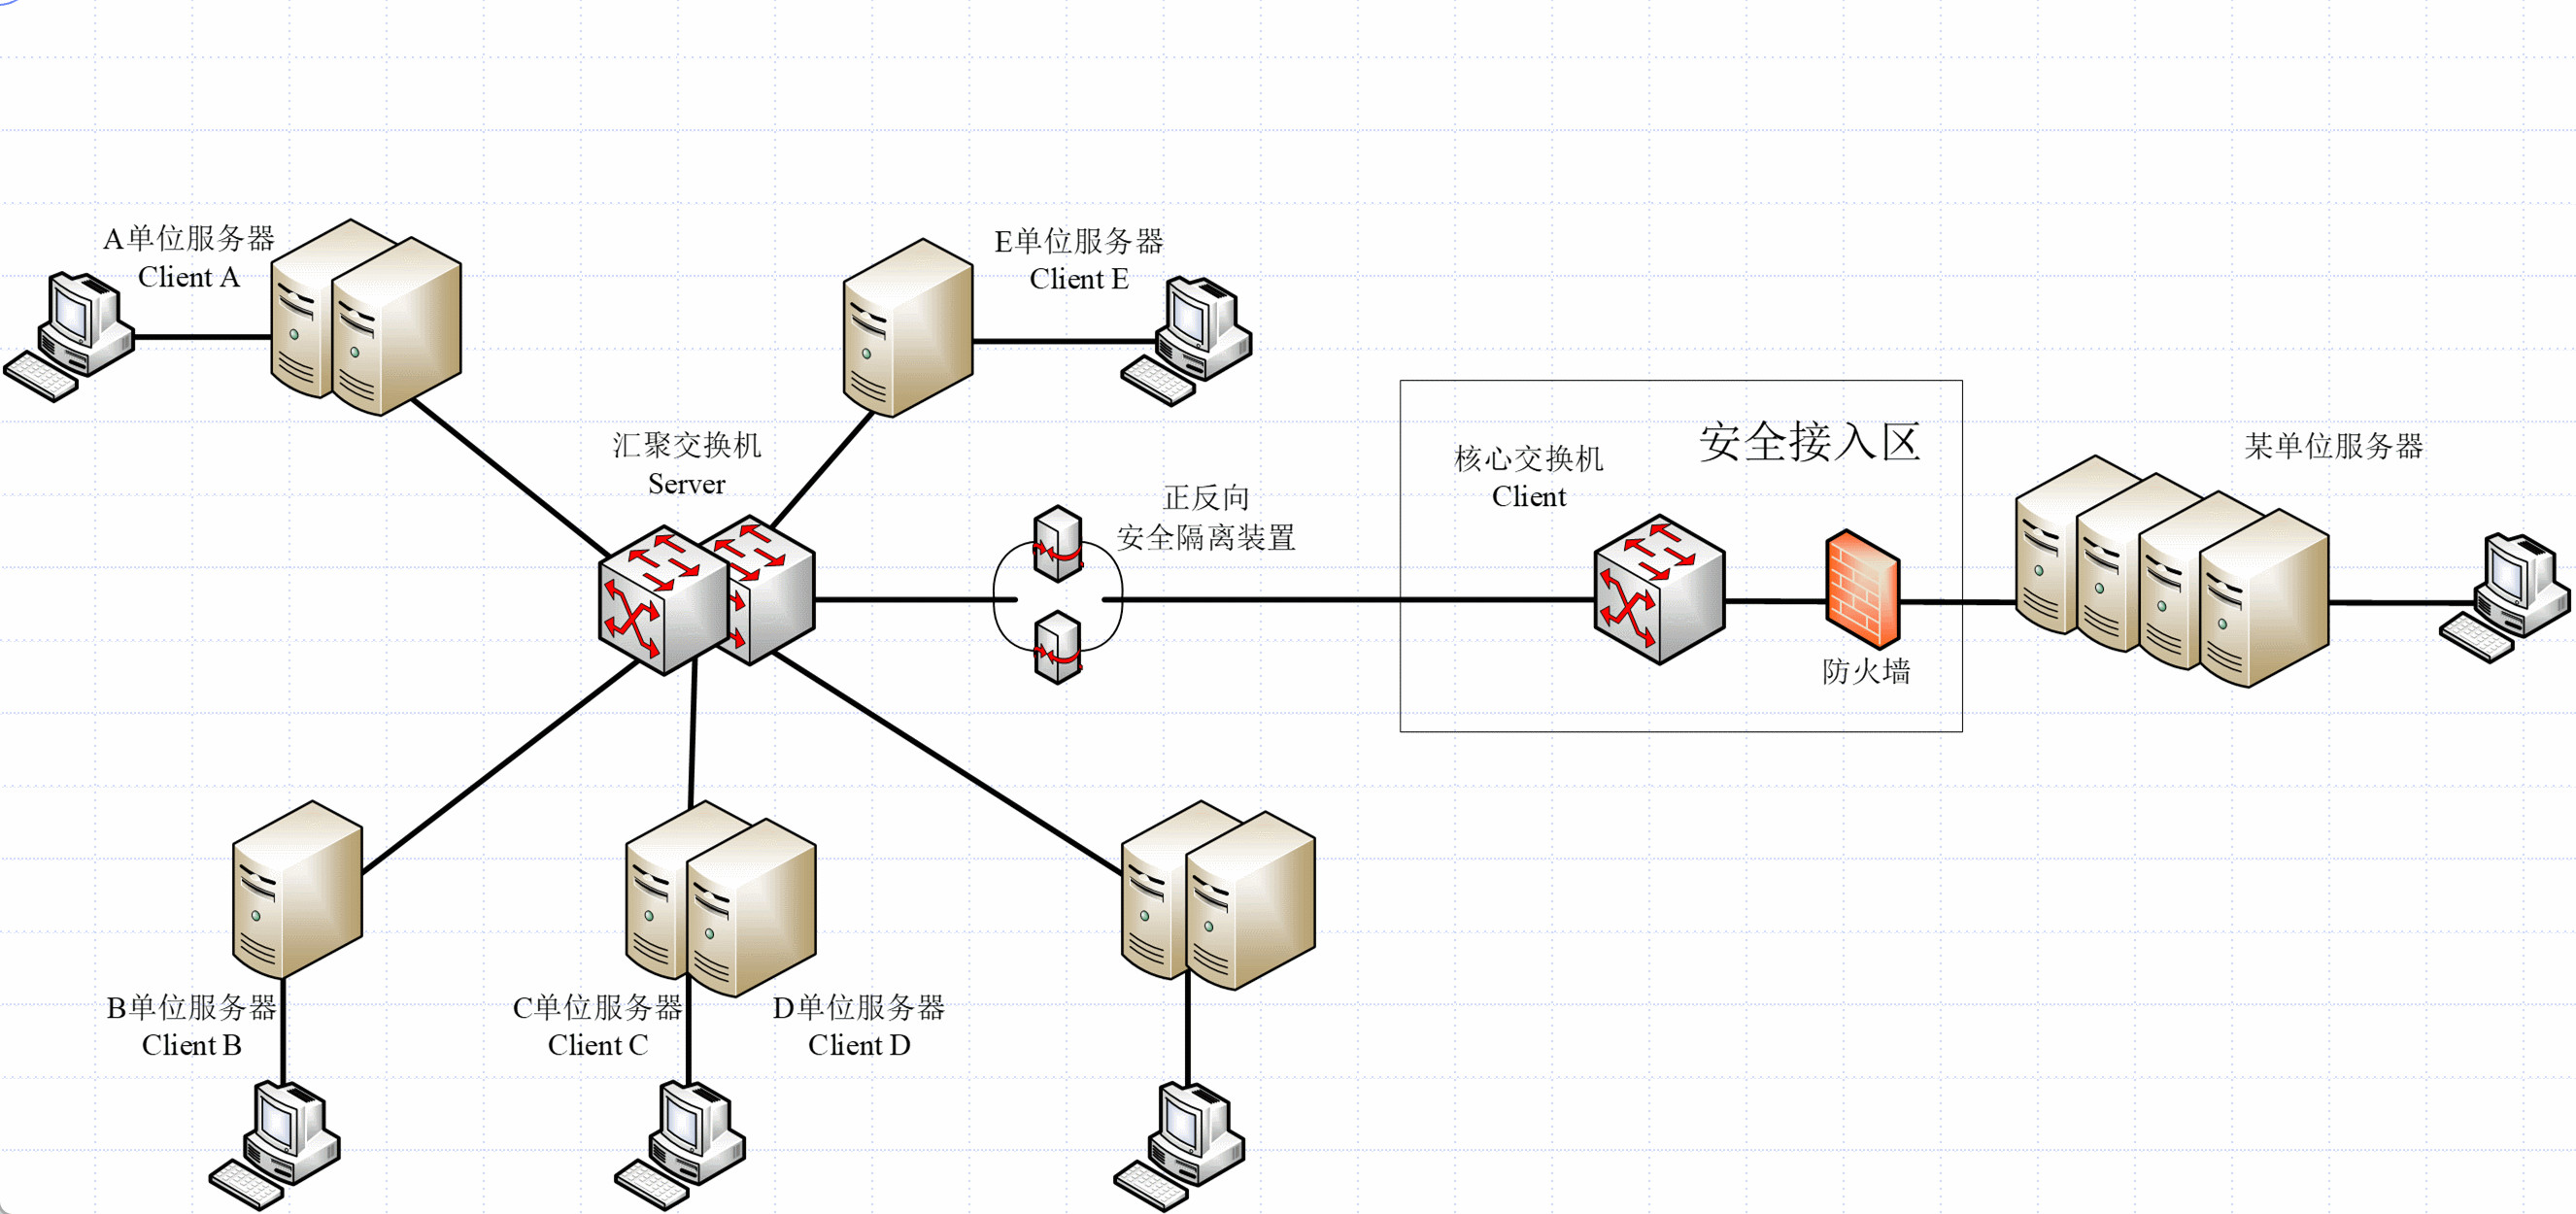 A单位服务器
Client A
E单位服务器
Client E
汇聚交换机
Server
正反向
安全隔离装置
核心交换机
Client
安全接入区
防火墙
某单位服务器
B单位服务器
Client B
C单位服务器
Client C
D单位服务器
Client D